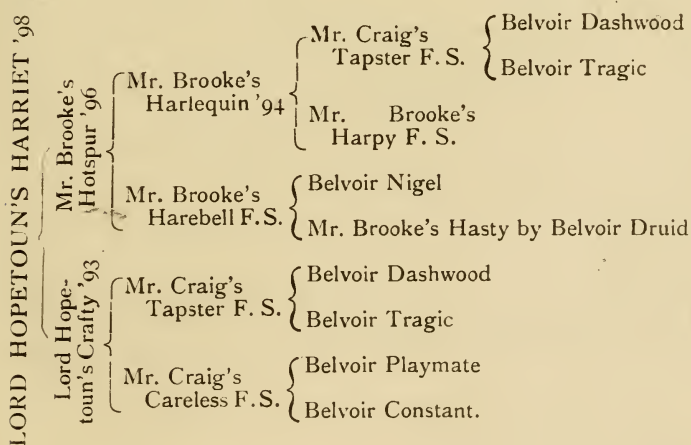 LORD HOPETOUN'S HARRIET '98
Mr. Brooke's
Hotspur '96
Mr. Brooke's
Harlequin '94
Mr. Craig's
Tapster F. S.
Belvoir Dashwood
Belvoir Tragic
Mr. Brooke's
Harpy F. S.
Mr. Brooke's
Harebell F. S.
Belvoir Nigel
Mr. Brooke's Hasty by Belvoir Druid
Lord Hope-
toun's Crafty '93
Mr. Craig's
Tapster F. S.
Belvoir Dashwood
Belvoir Tragic
Mr. Craig's
Careless F. S.
Belvoir Playmate
Belvoir Constant.